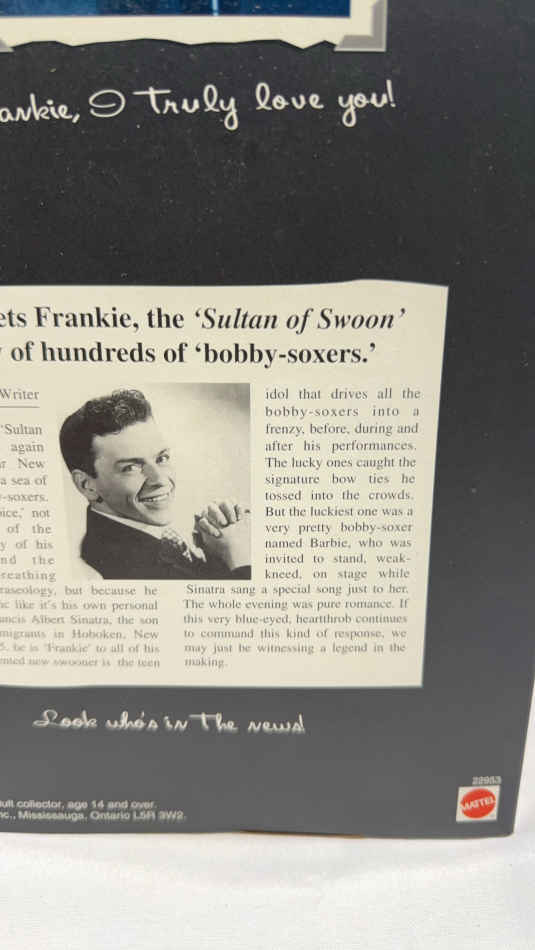 ankie, I Truly love you!
ets Frankie, the 'Sultan of Swoon'
of hundreds of 'bobby-soxers.'
Writer
'Sultan
again
New
a sea of
-soxers.
oice,' not
of the
y of his
nd the
reathing
raseology, but because he
ic like it's his own personal
ancis Albert Sinatra, the son
migrants in Hoboken, New
5, he is 'Frankie' to all of his
nted new swooner is the teen
idol that drives all the
bobby-soxers into a
frenzy, before, during and
after his performances.
The lucky ones caught the
signature bow ties he
tossed into the crowds.
But the luckiest one was a
very pretty bobby-soxer
named Barbie, who was
invited to stand, weak-
kneed, on stage while
Sinatra sang a special song just to her.
The whole evening was pure romance. If
this very blue-eyed, heartthrob continues
to command this kind of response, we
may just be witnessing a legend in the
making.
Look who's in The news!
ult collector, age 14 and over.
nc., Mississauga, Ontario L5R 3W2.
22953
MATTEL